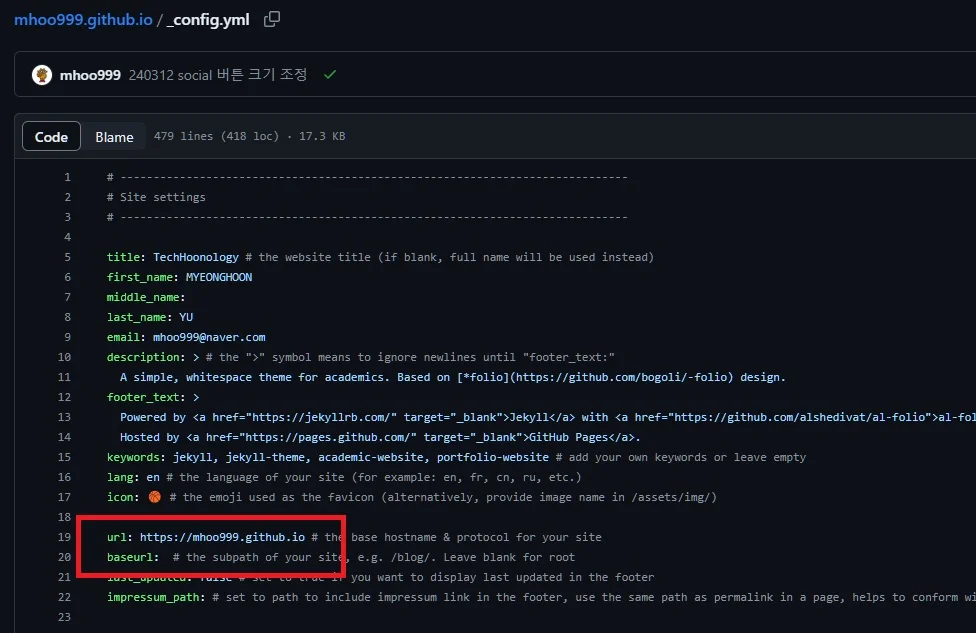 mhoo999.github.io / _config.yml
mhoo999 240312 social 버튼 크기 조정
Code Blame 479 lines (418 loc) · 17.3 KB
1 # -----------------------------------------------------------------------------
2 # Site settings
3 # -----------------------------------------------------------------------------
4
5 title: TechHoonology # the website title (if blank, full name will be used instead)
6 first_name: MYEONGHOON
7 middle_name:
8 last_name: YU
9 email: mhoo999@naver.com
10 description: > # the ">" symbol means to ignore newlines until "footer_text:"
11 A simple, whitespace theme for academics. Based on [*folio](https://github.com/bogoli/-folio) design.
12 footer_text: >
13 Powered by <a href="https://jekyllrb.com/" target="_blank">Jekyll</a> with <a href="https://github.com/alshedivat/al-folio">al-fol
14 Hosted by <a href="https://pages.github.com/" target="_blank">GitHub Pages</a>.
15 keywords: jekyll, jekyll-theme, academic-website, portfolio-website # add your own keywords or leave empty
16 lang: en # the language of your site (for example: en, fr, cn, ru, etc.)
17 icon: 🏀 # the emoji used as the favicon (alternatively, provide image name in /assets/img/)
18
19 url: https://mhoo999.github.io # the base hostname & protocol for your site
20 baseurl: # the subpath of your site, e.g. /blog/. Leave blank for root
21 last_updated: false # set to true if you want to display last updated in the footer
22 impressum_path: # set to path to include impressum link in the footer, use the same path as permalink in a page, helps to conform wi
23